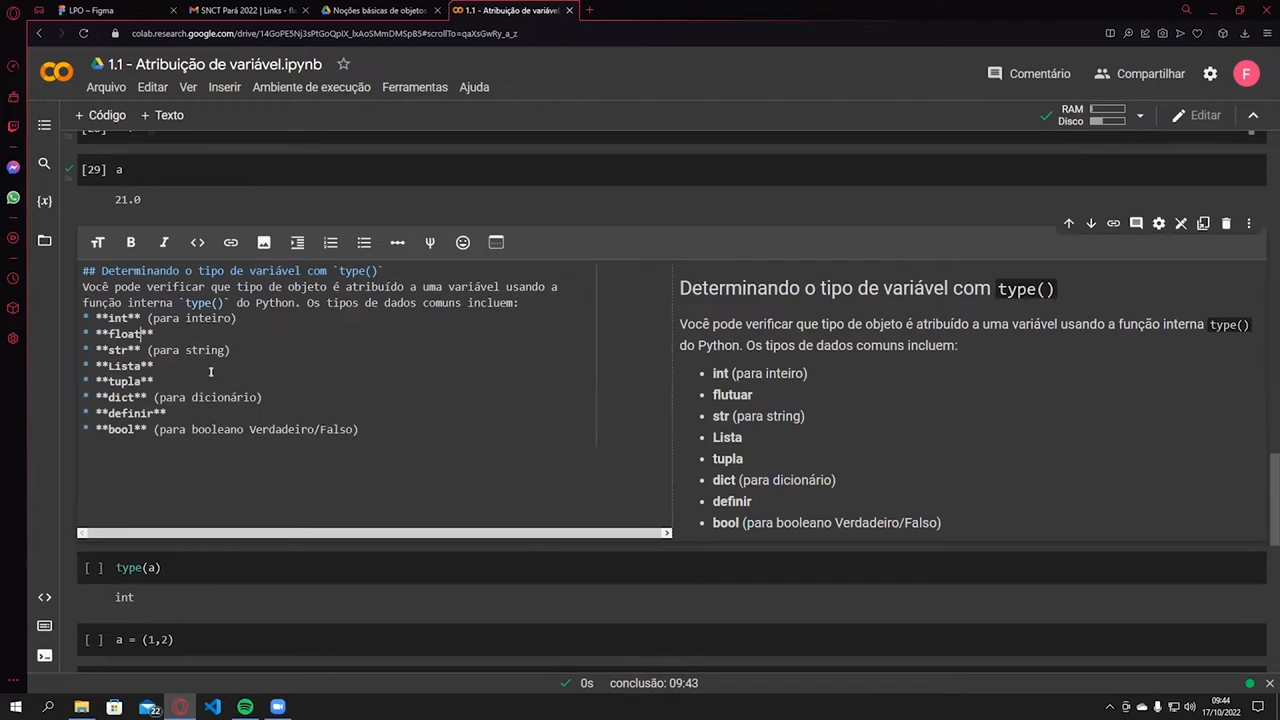 LPO – Figma
SNCT Pará 2022 | Links - fl
Noções básicas de objetos
1.1 - Atribuição de variável
colab.research.google.com/drive/14GoPE5Nj3sPtGoQpIX_lxAoSMmDMSpB5#scrollTo=qaXsGwRy_a_z
1.1 - Atribuição de variável.ipynb
Arquivo Editar Ver Inserir Ambiente de execução Ferramentas Ajuda
Comentário Compartilhar F
+ Código + Texto
RAM
Disco
Editar
[29] a
21.0
## Determinando o tipo de variável com `type()`
Você pode verificar que tipo de objeto é atribuído a uma variável usando a
função interna `type()` do Python. Os tipos de dados comuns incluem:
* **int** (para inteiro)
* **float**
* **str** (para string)
* **Lista**
* **tupla**
* **dict** (para dicionário)
* **definir**
* **bool** (para booleano Verdadeiro/Falso)
Determinando o tipo de variável com type()
Você pode verificar que tipo de objeto é atribuído a uma variável usando a função interna type()
do Python. Os tipos de dados comuns incluem:
• int (para inteiro)
• flutuar
• str (para string)
• Lista
• tupla
• dict (para dicionário)
• definir
• bool (para booleano Verdadeiro/Falso)
[ ] type(a)
int
[ ] a = (1,2)
0s conclusão: 09:43
22
09:44
17/10/2022